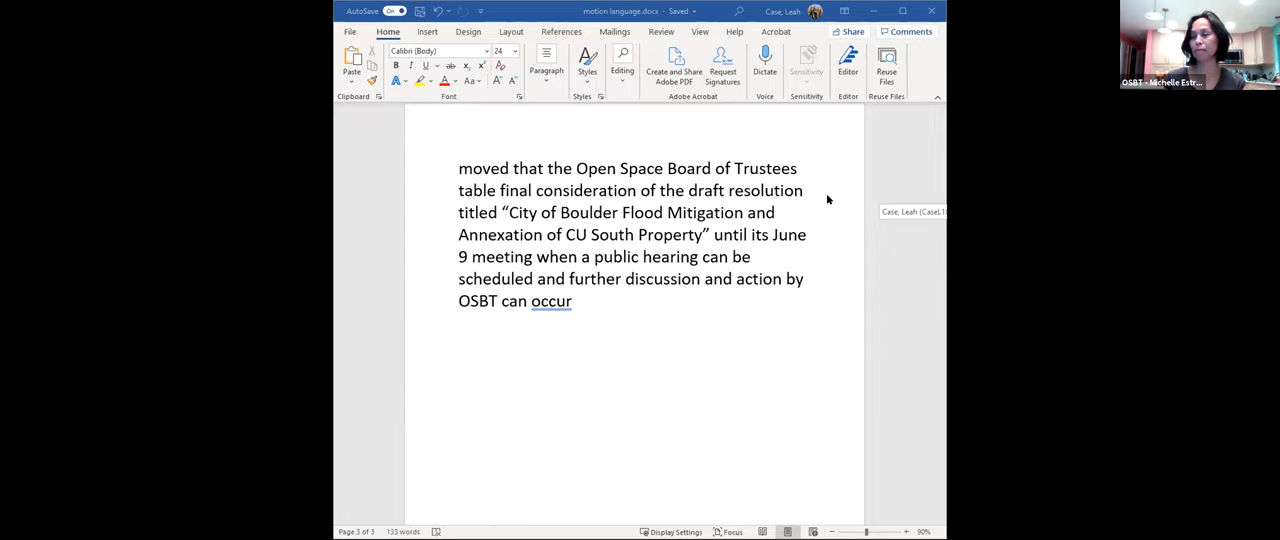 AutoSave On motion language.docx - Saved Case, Leah
File Home Insert Design Layout References Mailings Review View Help Acrobat Share Comments
Calibri (Body) 24
Paste Paragraph Styles Editing Create and Share Adobe PDF Request Signatures Dictate Sensitivity Editor Reuse Files
Clipboard Font Styles Adobe Acrobat Voice Sensitivity Editor Reuse Files
OSBT - Michelle Estr...
moved that the Open Space Board of Trustees
table final consideration of the draft resolution
titled “City of Boulder Flood Mitigation and
Annexation of CU South Property” until its June
9 meeting when a public hearing can be
scheduled and further discussion and action by
OSBT can occur
Case, Leah (CaseL1
Page 3 of 3 133 words Display Settings Focus 90%